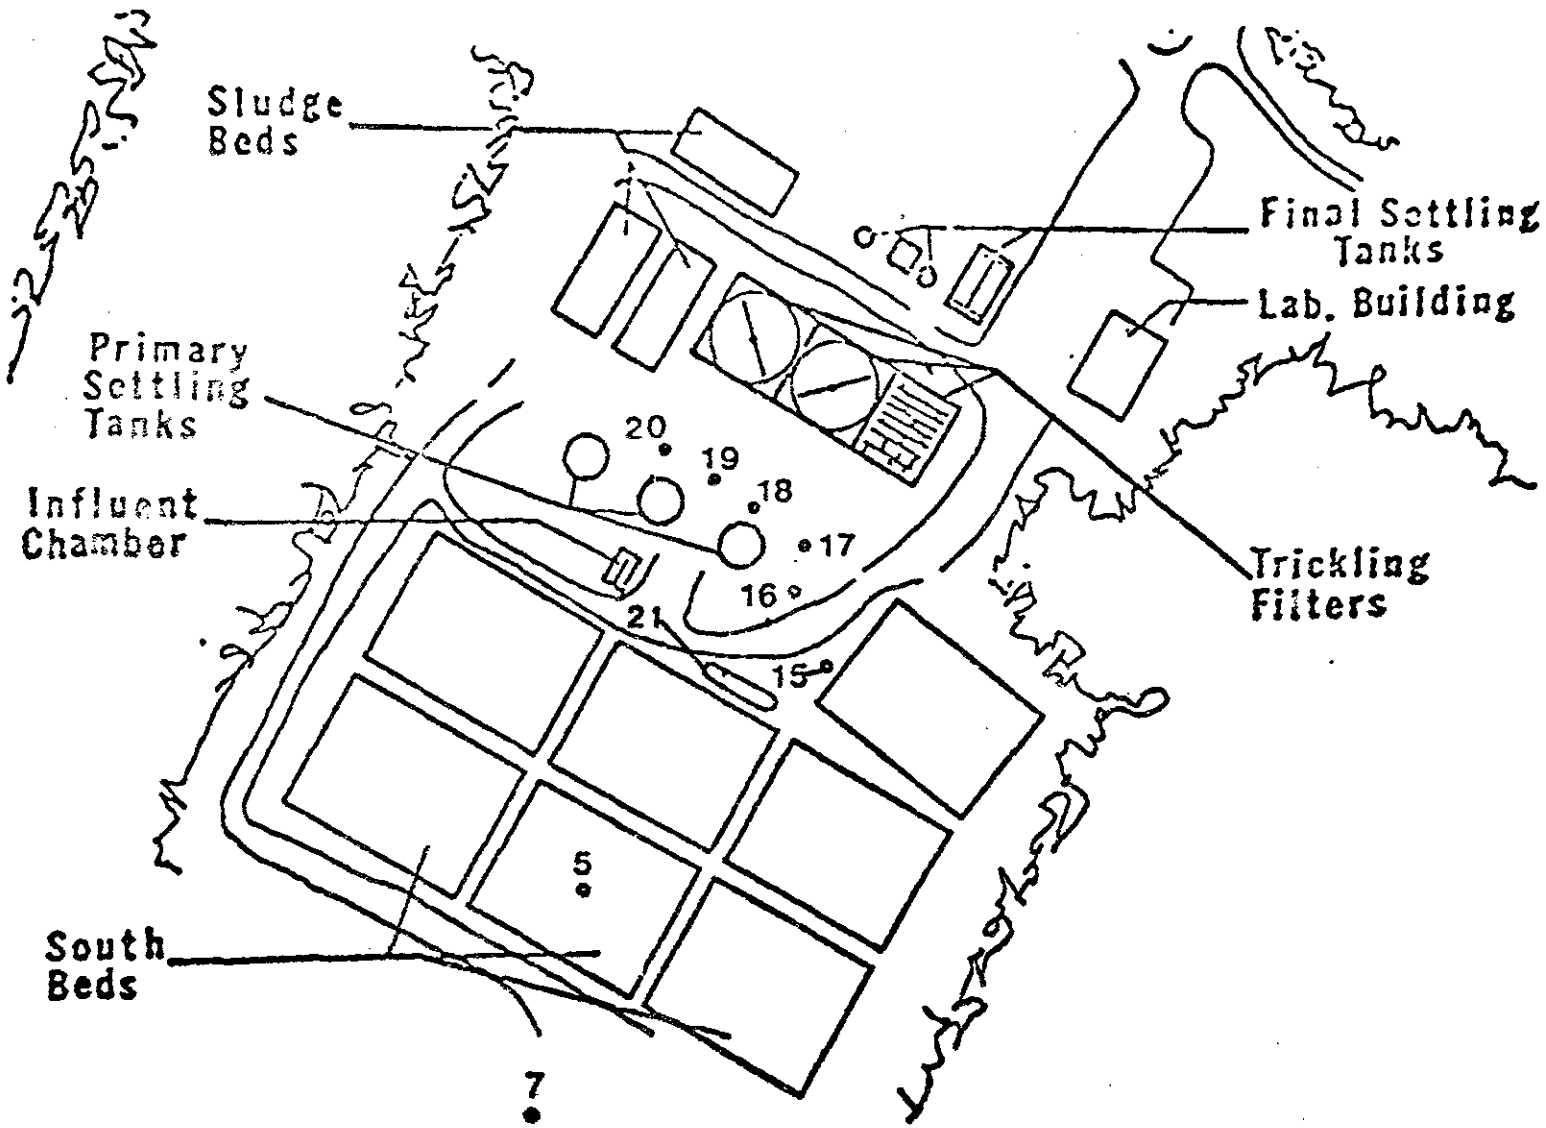 Sludge
Beds
Final Settling
Tanks
Lab. Building
Primary
Settling
Tanks
20
19
18
Influent
Chamber
17
Trickling
Filters
16
21
15
5
South
Beds
7